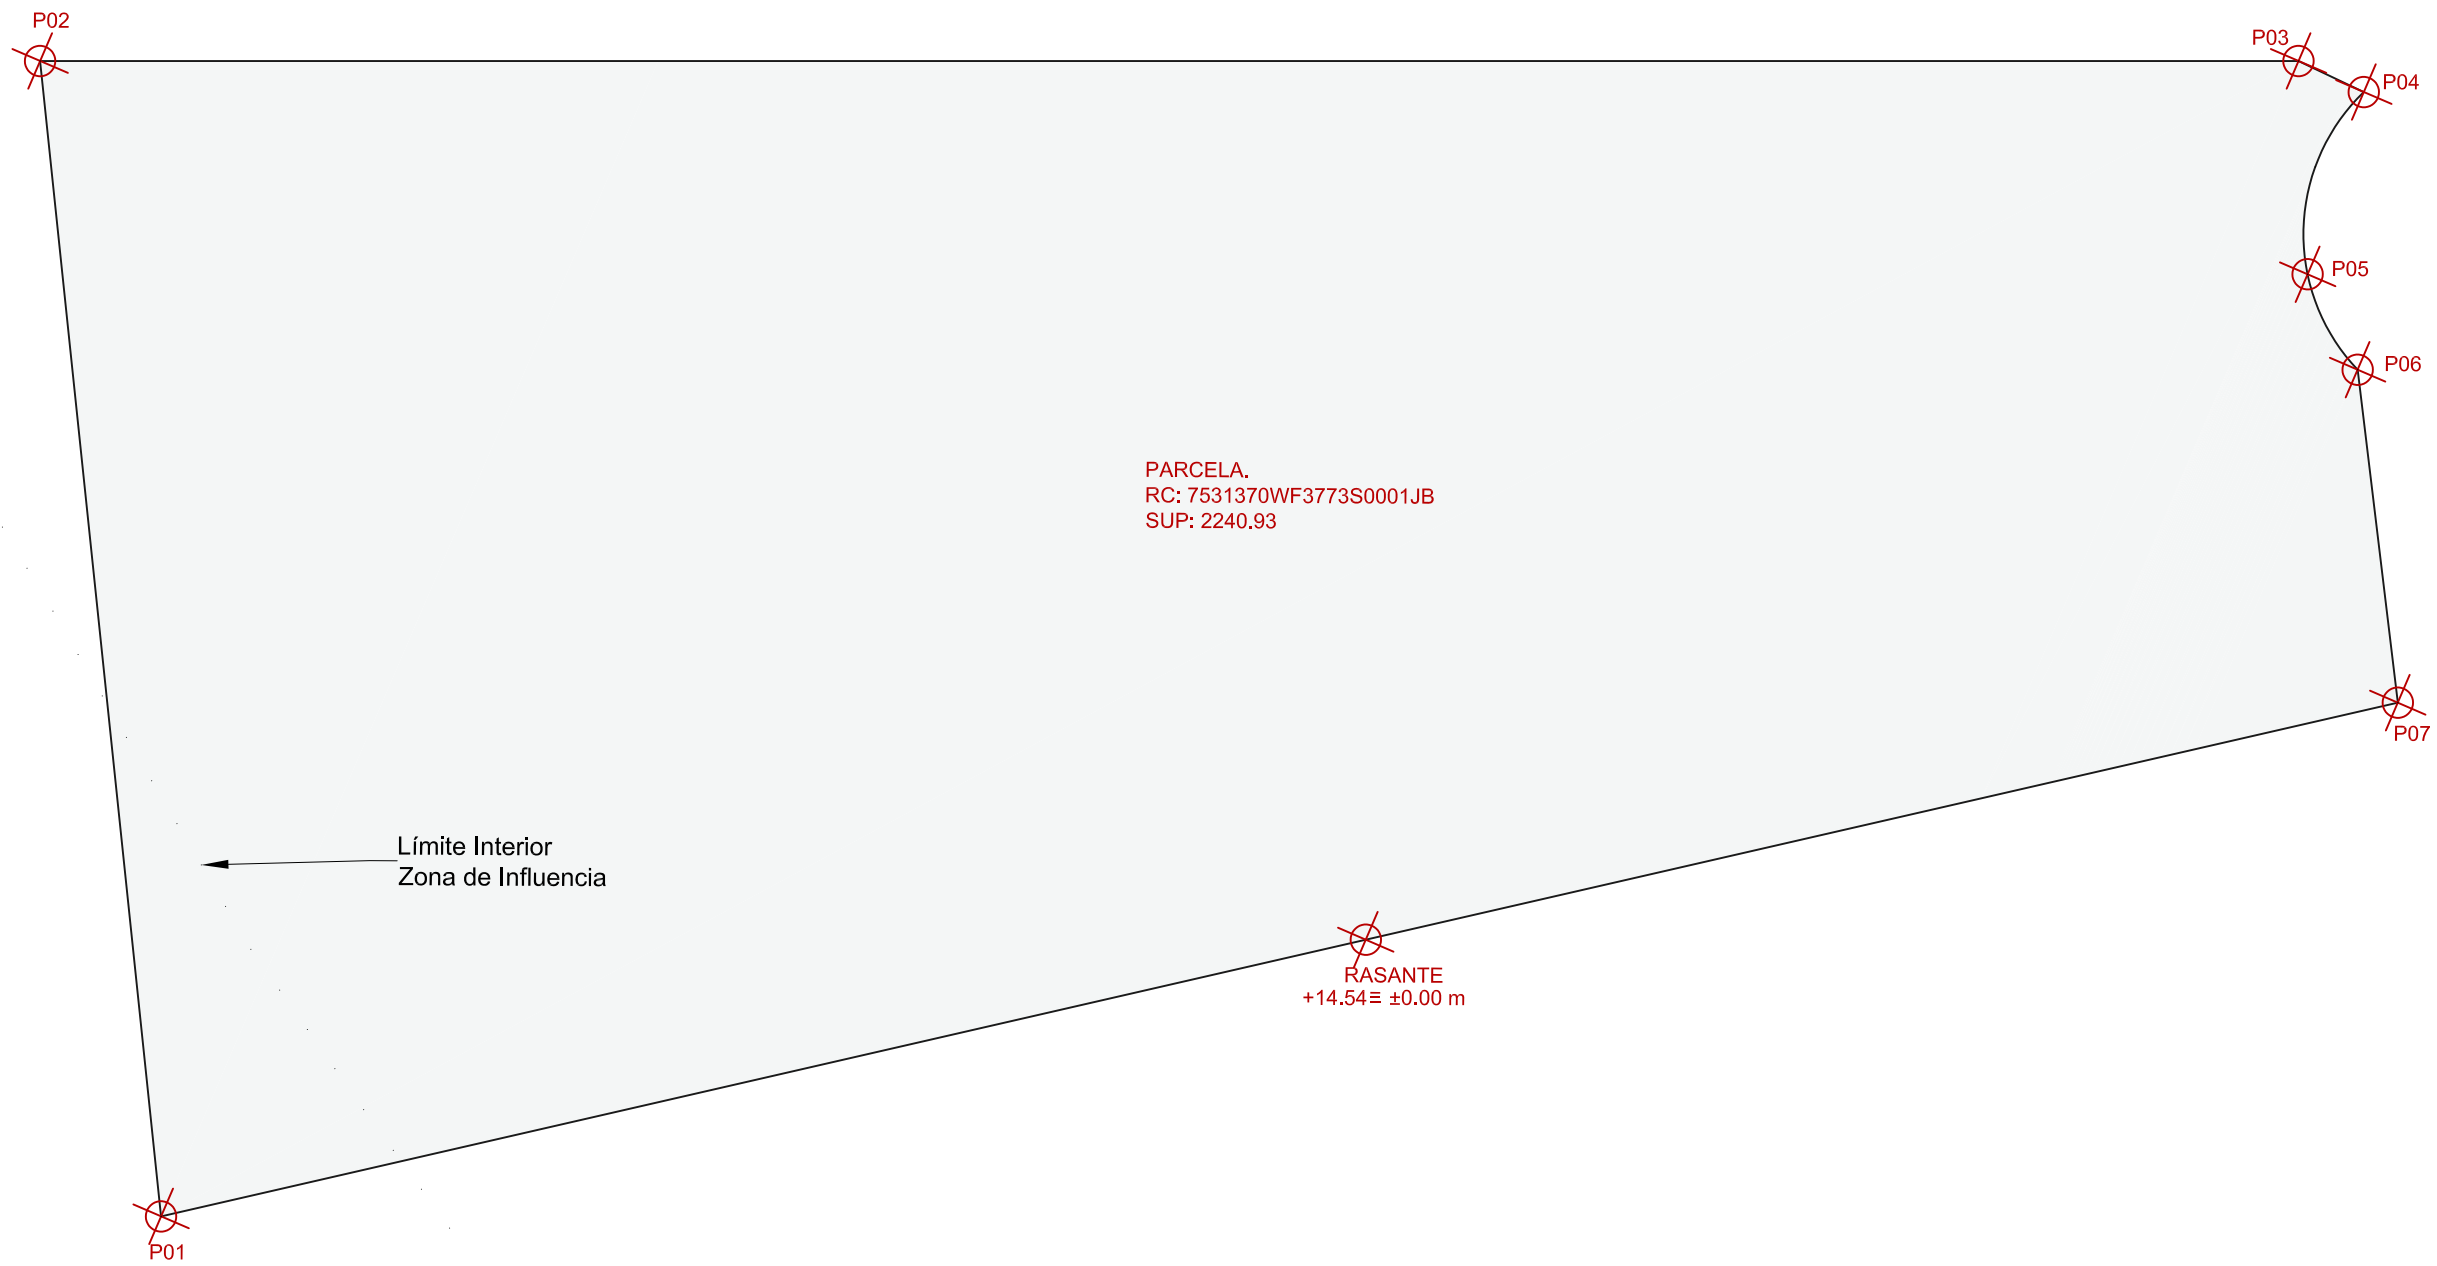 P02
P03
P04
P05
P06
PARCELA.
RC: 7531370WF3773S0001JB
SUP: 2240.93
P07
Límite Interior
Zona de Influencia
RASANTE
+14.54≡ ±0.00 m
P01